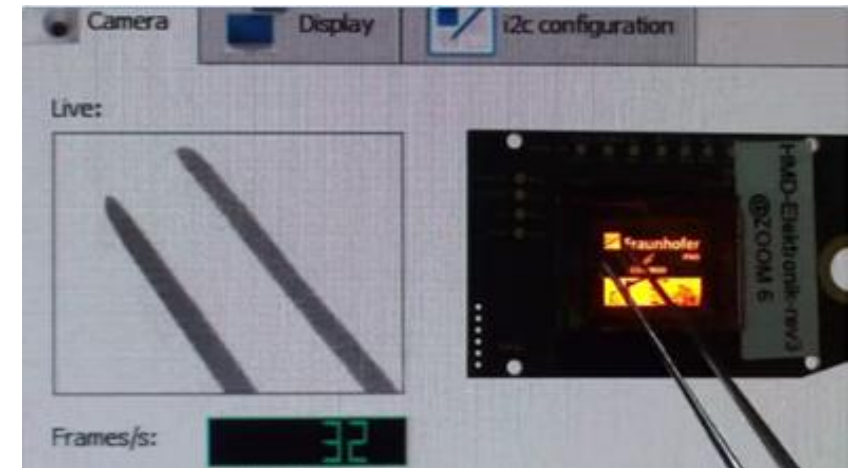 Camera
Display
i2c configuration
Live:
Fraunhofer
HMD-Elektronik-rev3
@ZOOM 6
Frames/s:
32